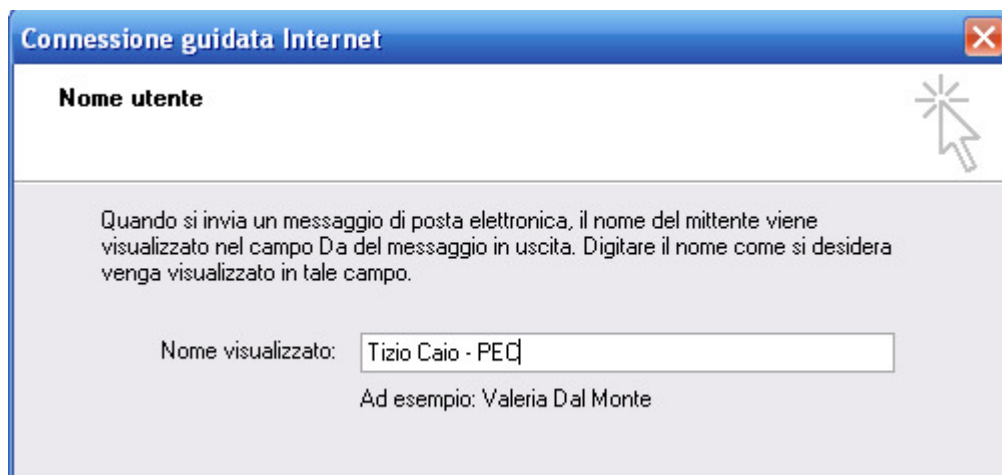 Connessione guidata Internet
Nome utente
Quando si invia un messaggio di posta elettronica, il nome del mittente viene
visualizzato nel campo Da del messaggio in uscita. Digitare il nome come si desidera
venga visualizzato in tale campo.
Nome visualizzato: Tizio Caio - PEC
Ad esempio: Valeria Dal Monte